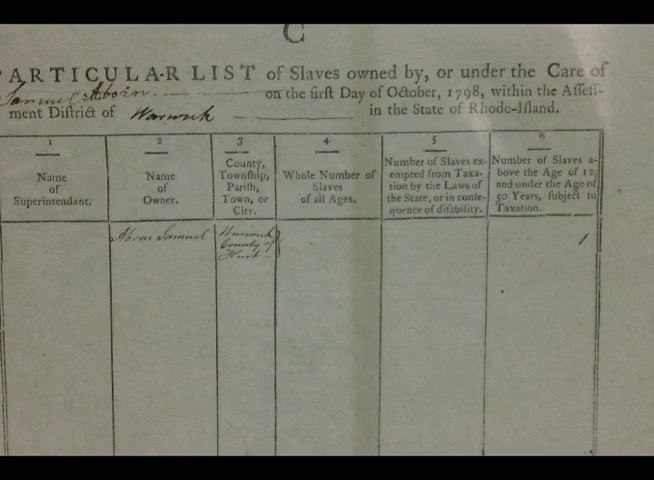 C
PARTICULAR LIST of Slaves owned by, or under the Care of
Samuel Aborn. on the first Day of October, 1798, within the Assess-
ment District of Warwick in the State of Rhode-Island.
1 2 3 4 5 6
Name
of
Superintendant.
Name
of
Owner.
County,
Township,
Parish,
Town, or
City.
Whole Number of
Slaves
of all Ages.
Number of Slaves ex-
empted from Taxa-
tion by the Laws of
the State, or in conse-
quence of disability.
Number of Slaves a-
bove the Age of 12,
and under the Age of
50 Years, subject to
Taxation.
Aborn Samuel
Warwick
County of
Kent
1